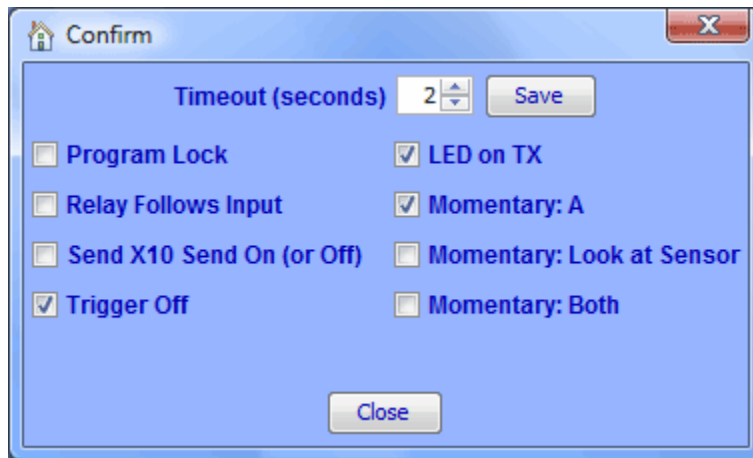 Confirm
Timeout (seconds) 2 Save
Program Lock LED on TX
Relay Follows Input Momentary: A
Send X10 Send On (or Off) Momentary: Look at Sensor
Trigger Off Momentary: Both
Close